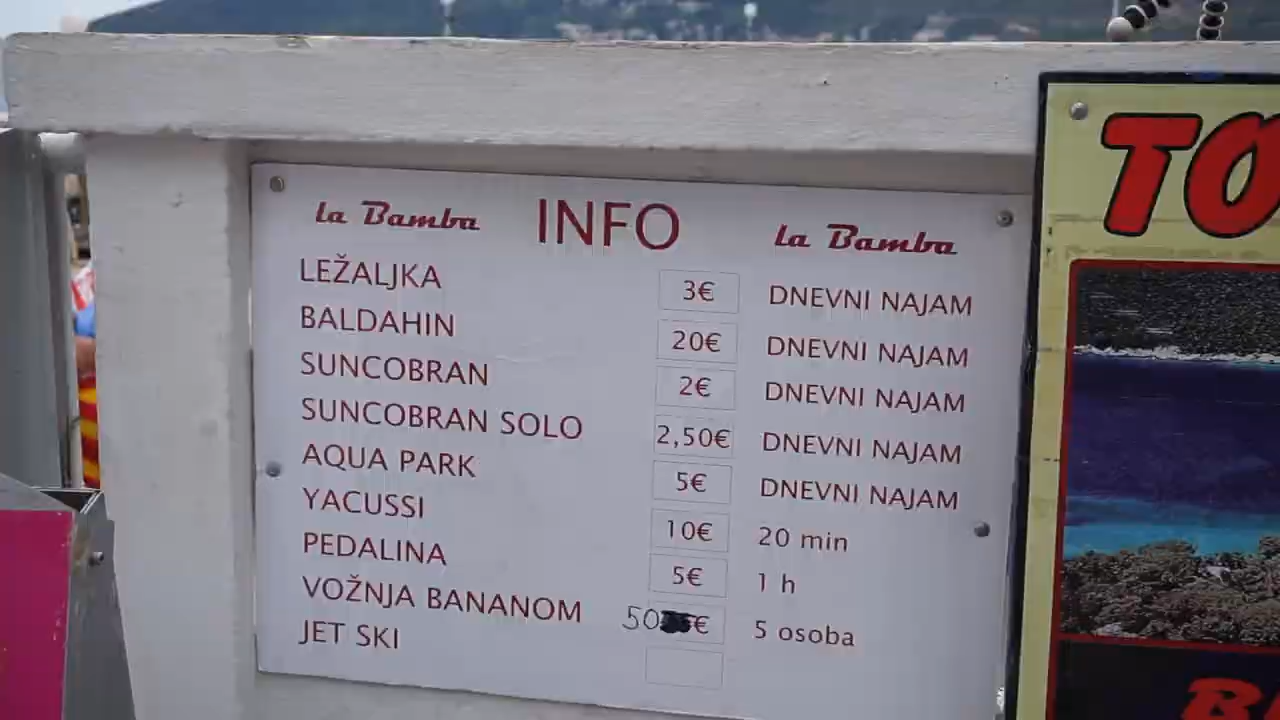 la Bamba INFO la Bamba
LEŽALJKA 3€ DNEVNI NAJAM
BALDAHIN 20€ DNEVNI NAJAM
SUNCOBRAN 2€ DNEVNI NAJAM
SUNCOBRAN SOLO 2,50€ DNEVNI NAJAM
AQUA PARK 5€ DNEVNI NAJAM
YACUSSI 10€ 20 min
PEDALINA 5€ 1 h
VOŽNJA BANANOM 50 € 5 osoba
JET SKI